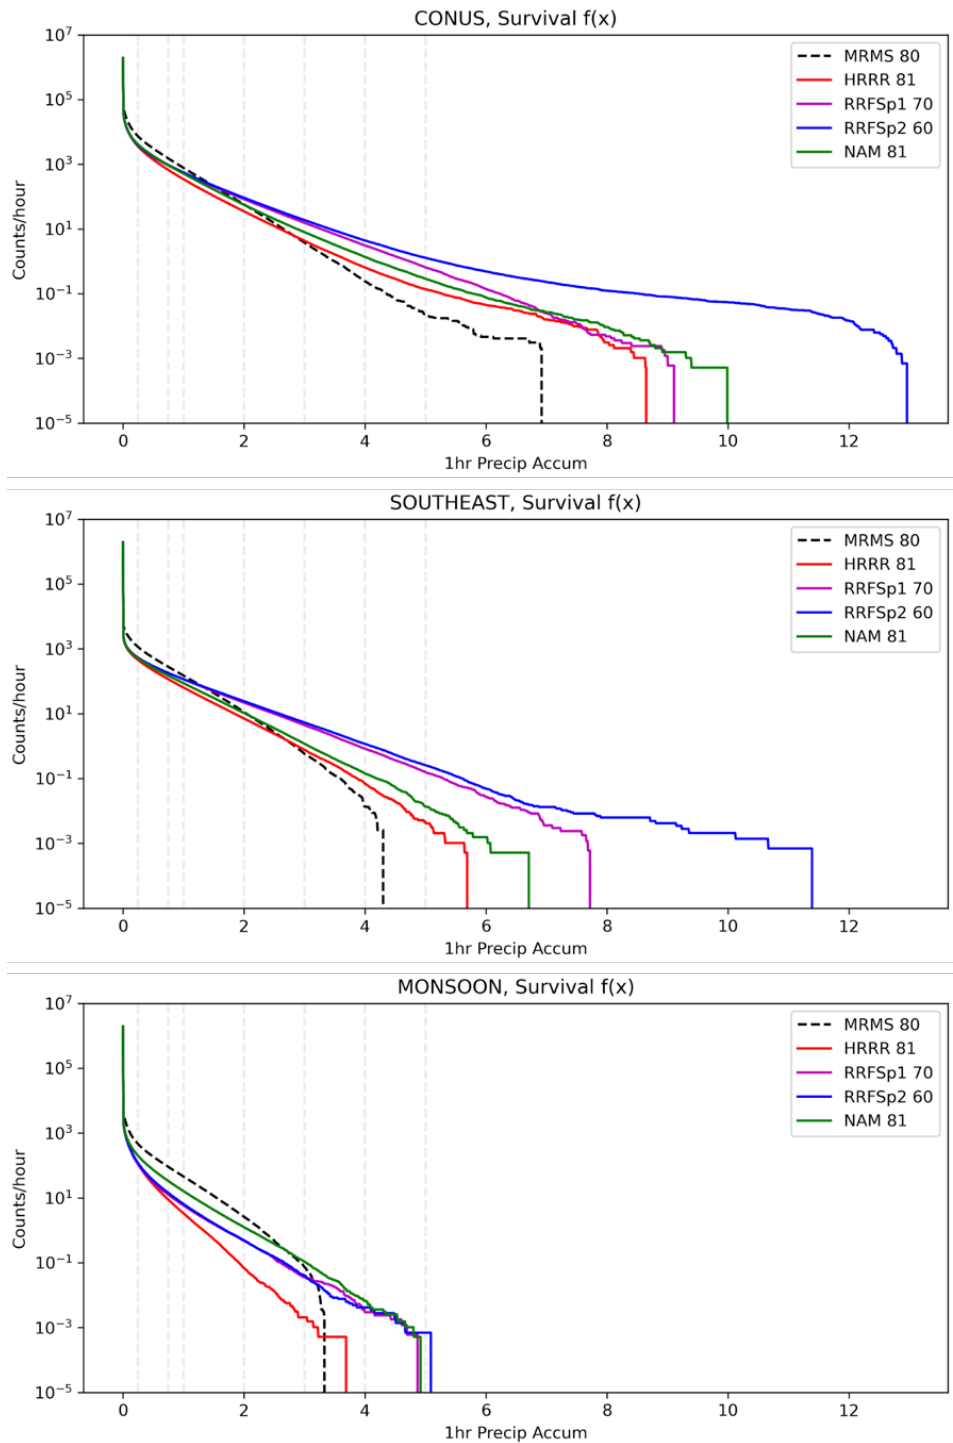 CONUS, Survival f(x)
10^7
10^5
10^3
10^1
10^-1
10^-3
10^-5
Counts/hour
MRMS 80
HRRR 81
RRFSp1 70
RRFSp2 60
NAM 81
0 2 4 6 8 10 12
1hr Precip Accum
SOUTHEAST, Survival f(x)
10^7
10^5
10^3
10^1
10^-1
10^-3
10^-5
Counts/hour
MRMS 80
HRRR 81
RRFSp1 70
RRFSp2 60
NAM 81
0 2 4 6 8 10 12
1hr Precip Accum
MONSOON, Survival f(x)
10^7
10^5
10^3
10^1
10^-1
10^-3
10^-5
Counts/hour
MRMS 80
HRRR 81
RRFSp1 70
RRFSp2 60
NAM 81
0 2 4 6 8 10 12
1hr Precip Accum